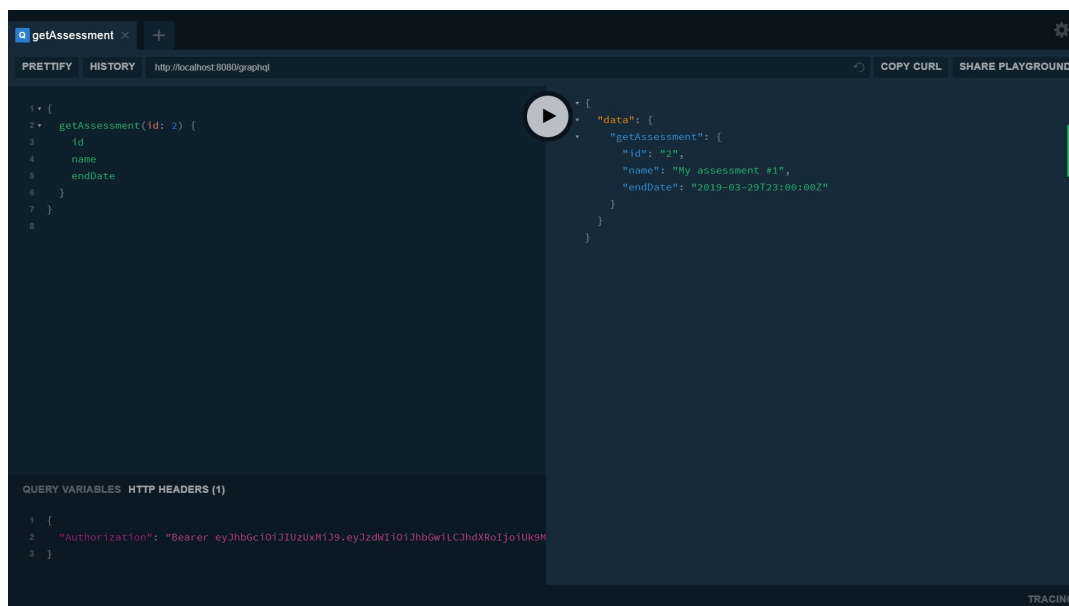 Q getAssessment × +
PRETTIFY HISTORY http://localhost:8080/graphql COPY CURL SHARE PLAYGROUND
1 {
2 getAssessment(id: 2) {
3 id
4 name
5 endDate
6 }
7 }
8
{
"data": {
"getAssessment": {
"id": "2",
"name": "My assessment #1",
"endDate": "2019-03-29T23:00:00Z"
}
}
}
QUERY VARIABLES HTTP HEADERS (1)
1 {
2 "Authorization": "Bearer eyJhbGciOiJIUzUxMiJ9.eyJzdWIiOiJhbGwiLCJhdXRoIjoiUk9M
3 }
TRACING